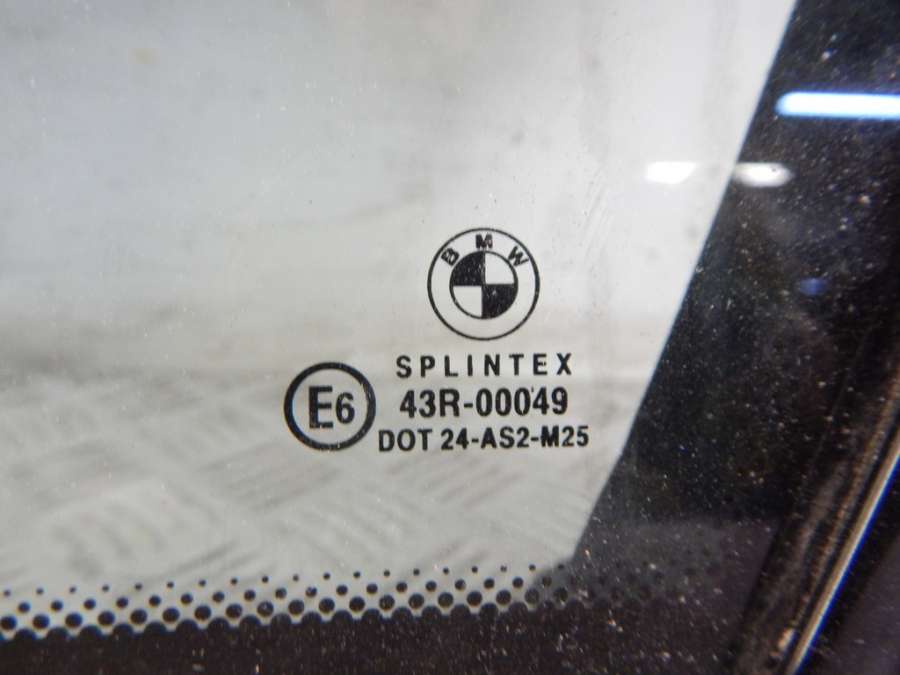 BMW
SPLINTEX
E6 43R-00049
DOT 24-AS2-M25